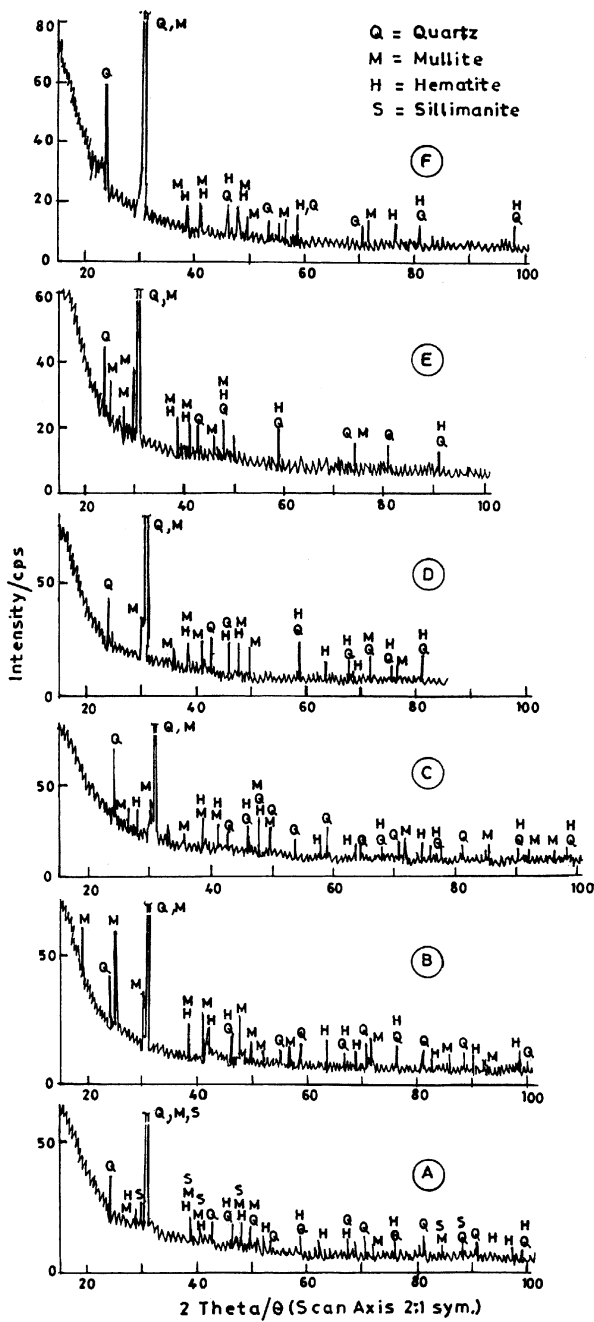 Q = Quartz
M = Mullite
H = Hematite
S = Sillimanite
80
60
40
20
0
Q,M
Q
F
M
H
M
H
H
Q
M
H
M
Q
M
H,Q
Q
M
H
H
Q
H
Q
20 40 60 80 100
60
40
20
0
Q,M
Q
M
M
M
E
M
H
M
H
Q
M
M
H
Q
H
Q
Q
M
Q
H
Q
20 40 60 80 100
Intensity/cps
50
0
Q,M
Q
M
D
M
M
H
M
Q
Q
H
M
H
M
H
Q
H
H
Q
H
M
Q
H
Q
M
H
Q
20 40 60 80 100
50
0
Q,M
Q
M
H
M
C
M
H
M
H
M
Q
H
Q
M
Q
H
Q
M
Q
H
Q
H
Q
H
Q
Q
M
H
H
Q
Q
M
H
Q
M
M
H
Q
20 40 60 80 100
50
0
Q,M
M
Q
M
M
B
M
H
M
H
H
Q
M
M
M
Q
M
Q
H
H
Q
H
Q
M
H
Q
Q
H
M
Q
H
M
H
Q
20 40 60 80 100
50
0
Q,M,S
Q
H
M
S
A
S
M
H
S
M
H
Q
H
Q
S
M
H
M
Q
H
Q
H
Q
H
Q
H
Q
M
H
Q
Q
S
M
S
Q
Q
H
H
H
Q
20 40 60 80 100
2 Theta/θ (Scan Axis 2:1 sym.)